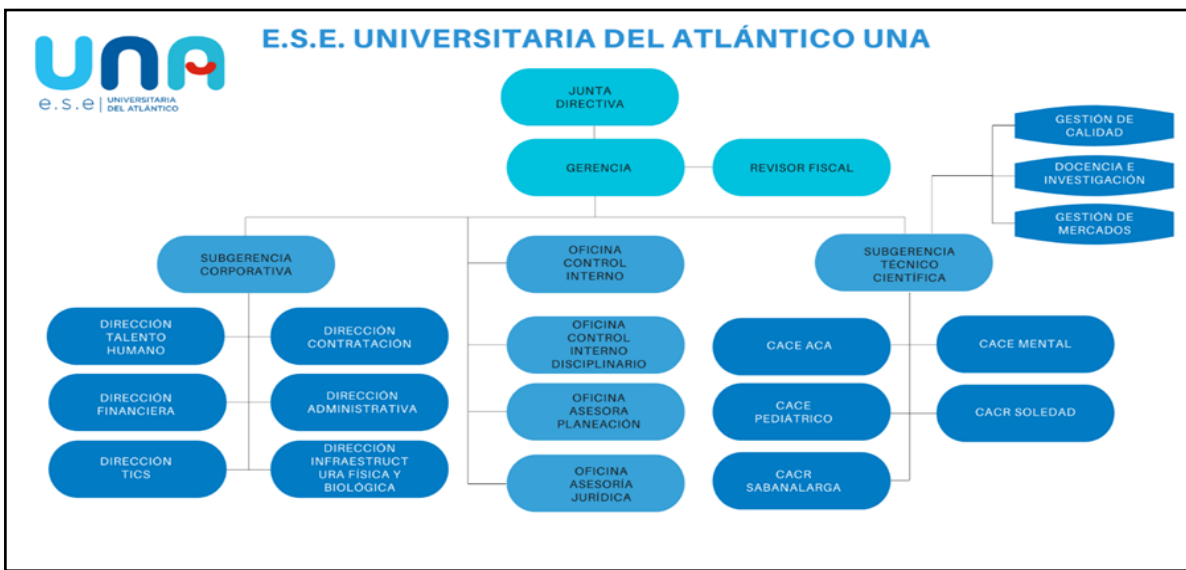 E.S.E. UNIVERSITARIA DEL ATLÁNTICO UNA
UNA
e.s.e | UNIVERSITARIA
DEL ATLÁNTICO
JUNTA
DIRECTIVA
GERENCIA
REVISOR FISCAL
GESTIÓN DE
CALIDAD
DOCENCIA E
INVESTIGACIÓN
GESTIÓN DE
MERCADOS
SUBGERENCIA
CORPORATIVA
DIRECCIÓN
TALENTO
HUMANO
DIRECCIÓN
CONTRATACIÓN
DIRECCIÓN
FINANCIERA
DIRECCIÓN
ADMINISTRATIVA
DIRECCIÓN
TICS
DIRECCIÓN
INFRAESTRUCT
URA FÍSICA Y
BIOLÓGICA
OFICINA
CONTROL
INTERNO
OFICINA
CONTROL
INTERNO
DISCIPLINARIO
OFICINA
ASESORA
PLANEACIÓN
OFICINA
ASESORÍA
JURÍDICA
SUBGERENCIA
TÉCNICO
CIENTÍFICA
CACE ACA
CACE MENTAL
CACE
PEDIÁTRICO
CACR SOLEDAD
CACR
SABANALARGA